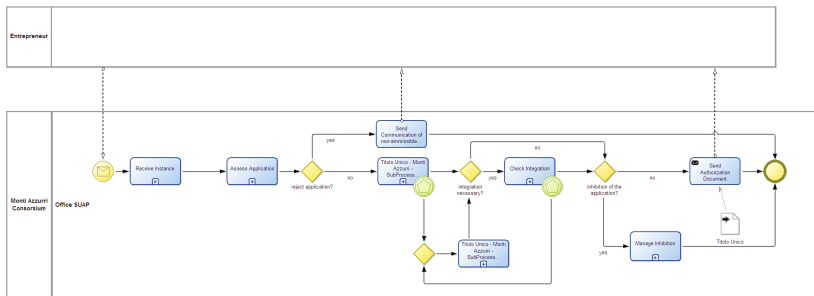 Entrepreneur
Monti Azzurri
Consorsium
Office SUAP
Receive Instance
Assess Application
reject application?
yes
no
Send
Communication of
non-ammissible...
Titolo Unico - Monti
Azzurri -
SubProcess...
Titolo Unico - Monti
Azzurri -
SubProcess...
integration
necessary?
no
yes
Check Integration
inhibition of the
application?
no
yes
Send
Authorization
Document
Titolo Unico
Manage Inhibition